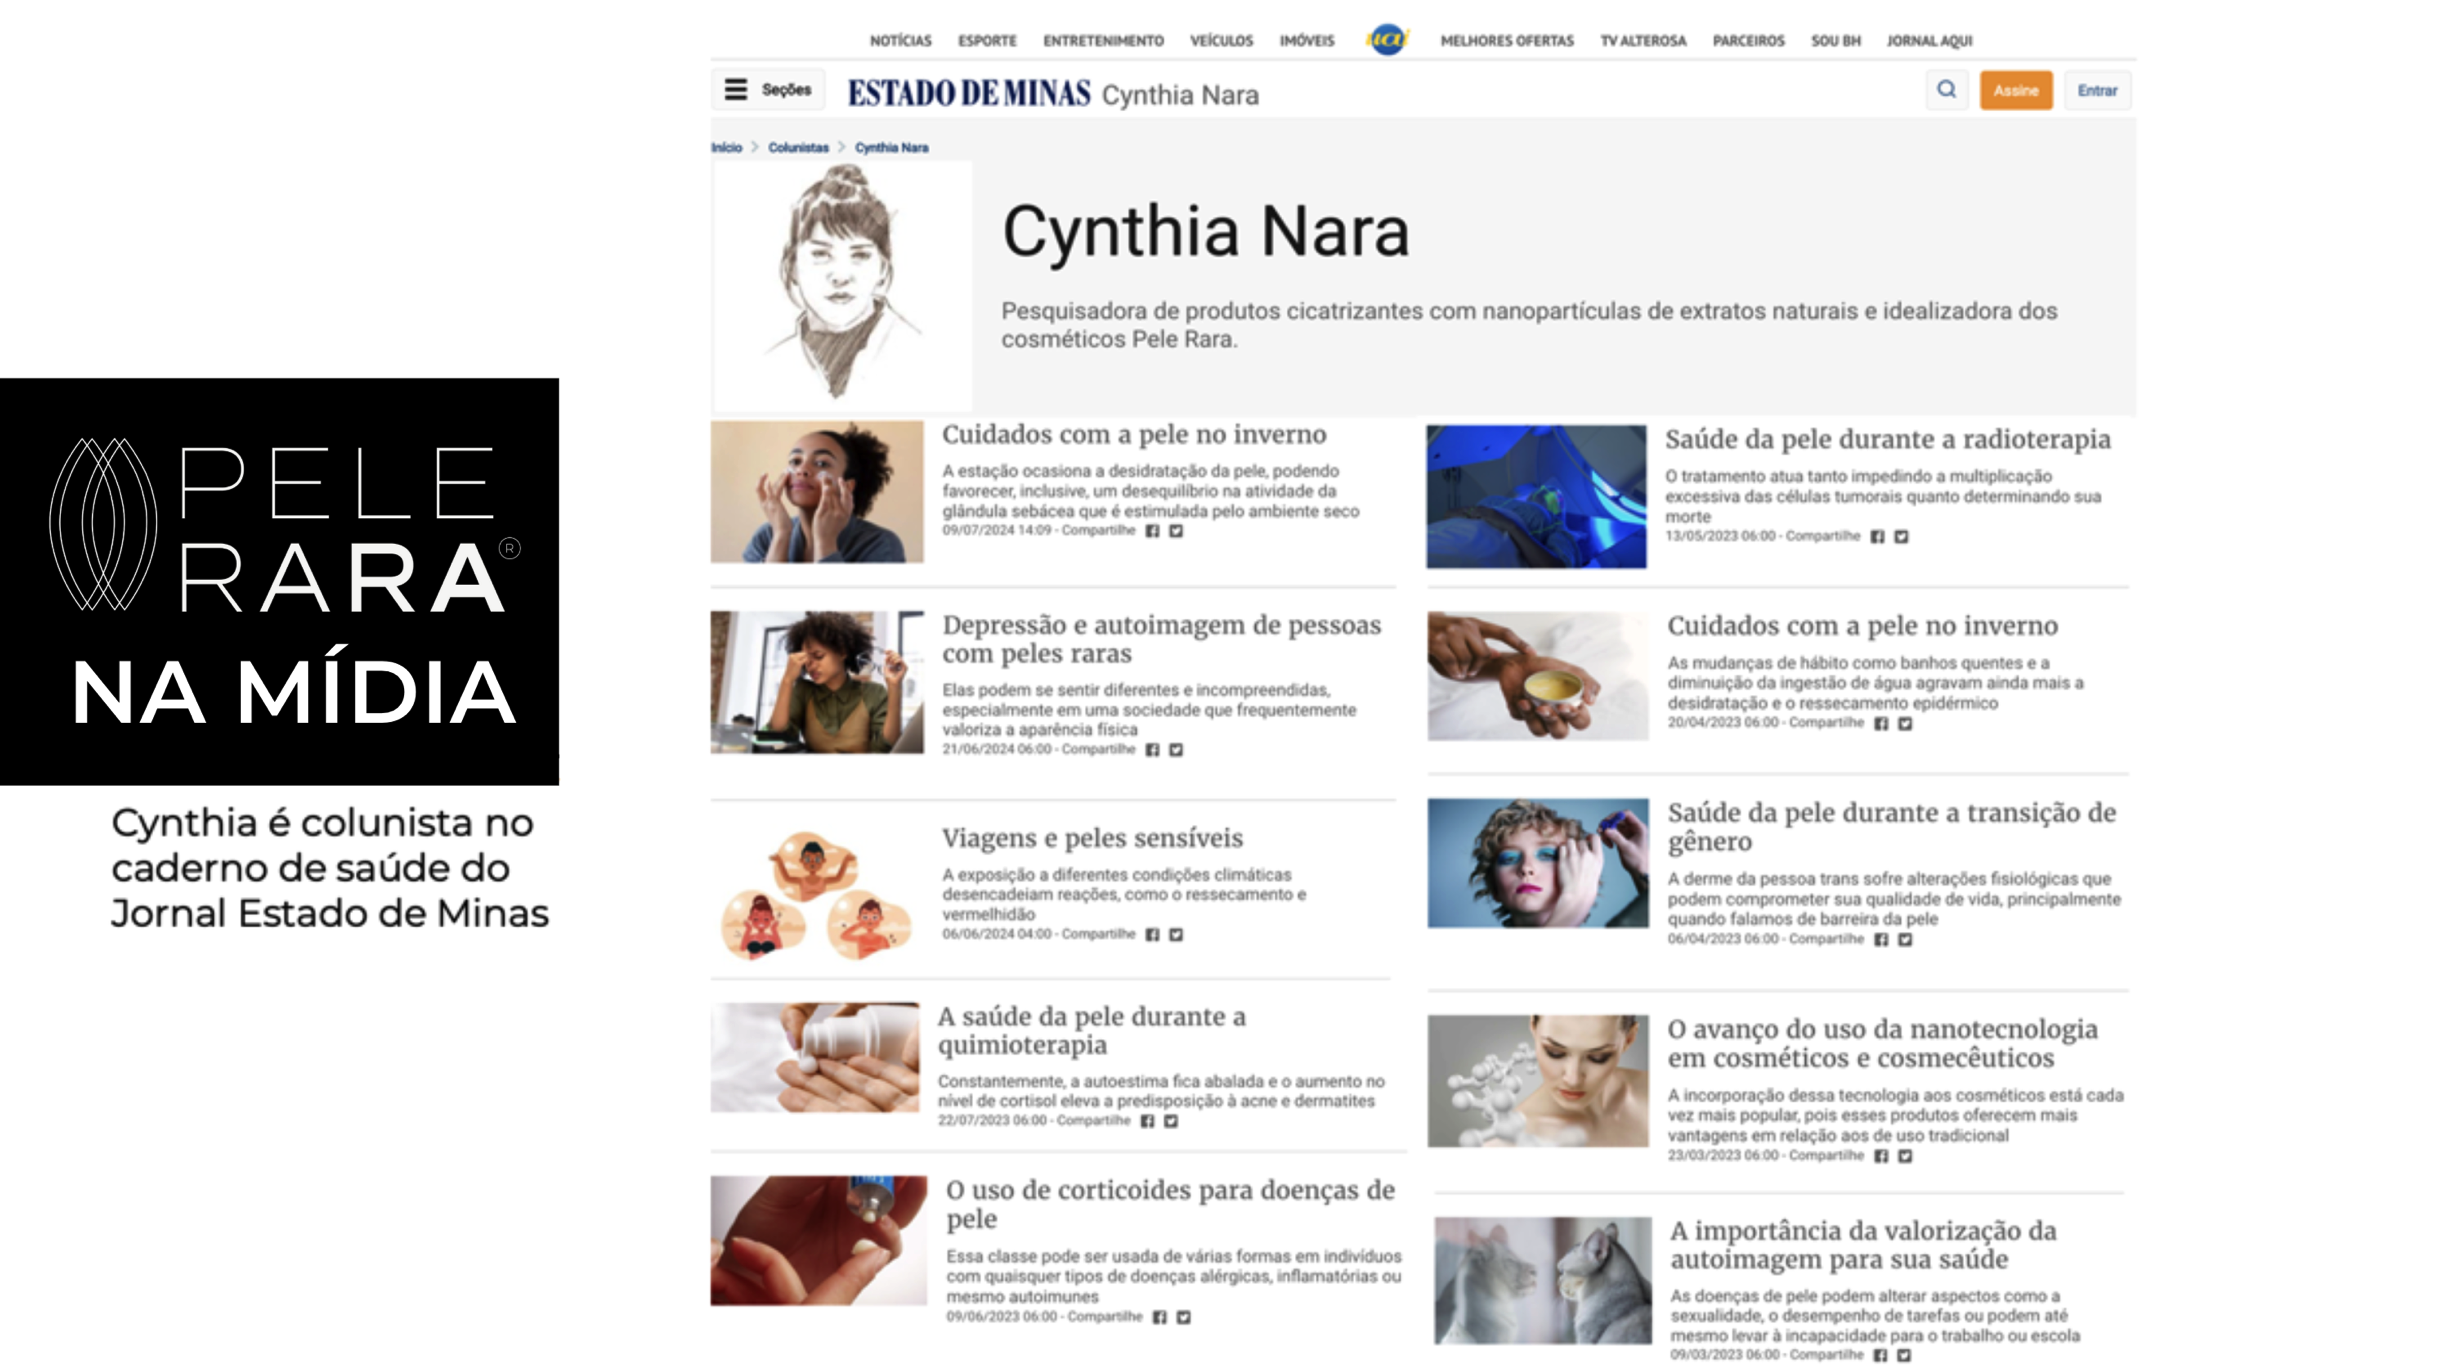 PELE
RARA®
NA MÍDIA
Cynthia é colunista no
caderno de saúde do
Jornal Estado de Minas
NOTÍCIAS ESPORTE ENTRETENIMENTO VEÍCULOS IMÓVEIS uai MELHORES OFERTAS TV ALTEROSA PARCEIROS SOU BH JORNAL AQUI
Seções ESTADO DE MINAS Cynthia Nara Assine Entrar
Início > Colunistas > Cynthia Nara
Cynthia Nara
Pesquisadora de produtos cicatrizantes com nanopartículas de extratos naturais e idealizadora dos
cosméticos Pele Rara.
Cuidados com a pele no inverno
A estação ocasiona a desidratação da pele, podendo
favorecer, inclusive, um desequilíbrio na atividade da
glândula sebácea que é estimulada pelo ambiente seco
09/07/2024 14:09 - Compartilhe
Depressão e autoimagem de pessoas
com peles raras
Elas podem se sentir diferentes e incompreendidas,
especialmente em uma sociedade que frequentemente
valoriza a aparência física
21/06/2024 06:00 - Compartilhe
Viagens e peles sensíveis
A exposição a diferentes condições climáticas
desencadeiam reações, como o ressecamento e
vermelhidão
06/06/2024 04:00 - Compartilhe
A saúde da pele durante a
quimioterapia
Constantemente, a autoestima fica abalada e o aumento no
nível de cortisol eleva a predisposição à acne e dermatites
22/07/2023 06:00 - Compartilhe
O uso de corticoides para doenças de
pele
Essa classe pode ser usada de várias formas em indivíduos
com quaisquer tipos de doenças alérgicas, inflamatórias ou
mesmo autoimunes
09/06/2023 06:00 - Compartilhe
Saúde da pele durante a radioterapia
O tratamento atua tanto impedindo a multiplicação
excessiva das células tumorais quanto determinando sua
morte
13/05/2023 06:00 - Compartilhe
Cuidados com a pele no inverno
As mudanças de hábito como banhos quentes e a
diminuição da ingestão de água agravam ainda mais a
desidratação e o ressecamento epidérmico
20/04/2023 06:00 - Compartilhe
Saúde da pele durante a transição de
gênero
A derme da pessoa trans sofre alterações fisiológicas que
podem comprometer sua qualidade de vida, principalmente
quando falamos de barreira da pele
06/04/2023 06:00 - Compartilhe
O avanço do uso da nanotecnologia
em cosméticos e cosmecêuticos
A incorporação dessa tecnologia aos cosméticos está cada
vez mais popular, pois esses produtos oferecem mais
vantagens em relação aos de uso tradicional
23/03/2023 06:00 - Compartilhe
A importância da valorização da
autoimagem para sua saúde
As doenças de pele podem alterar aspectos como a
sexualidade, o desempenho de tarefas ou podem até
mesmo levar à incapacidade para o trabalho ou escola
09/03/2023 06:00 - Compartilhe